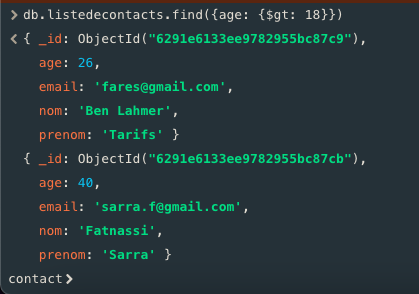 > db.listedecontacts.find({age: {$gt: 18}})
< { _id: ObjectId("6291e6133ee9782955bc87c9"),
age: 26,
email: 'fares@gmail.com',
nom: 'Ben Lahmer',
prenom: 'Tarifs' }
{ _id: ObjectId("6291e6133ee9782955bc87cb"),
age: 40,
email: 'sarra.f@gmail.com',
nom: 'Fatnassi',
prenom: 'Sarra' }
contact>